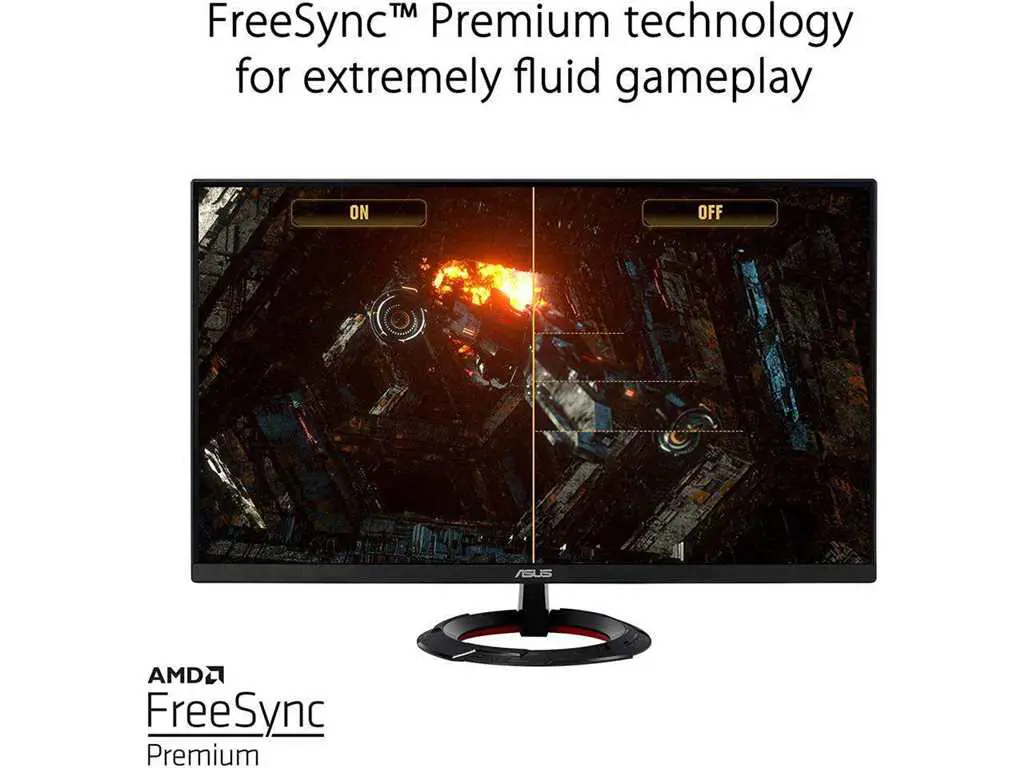 FreeSync™ Premium technology
for extremely fluid gameplay
ON
OFF
ASUS
AMD
FreeSync
Premium